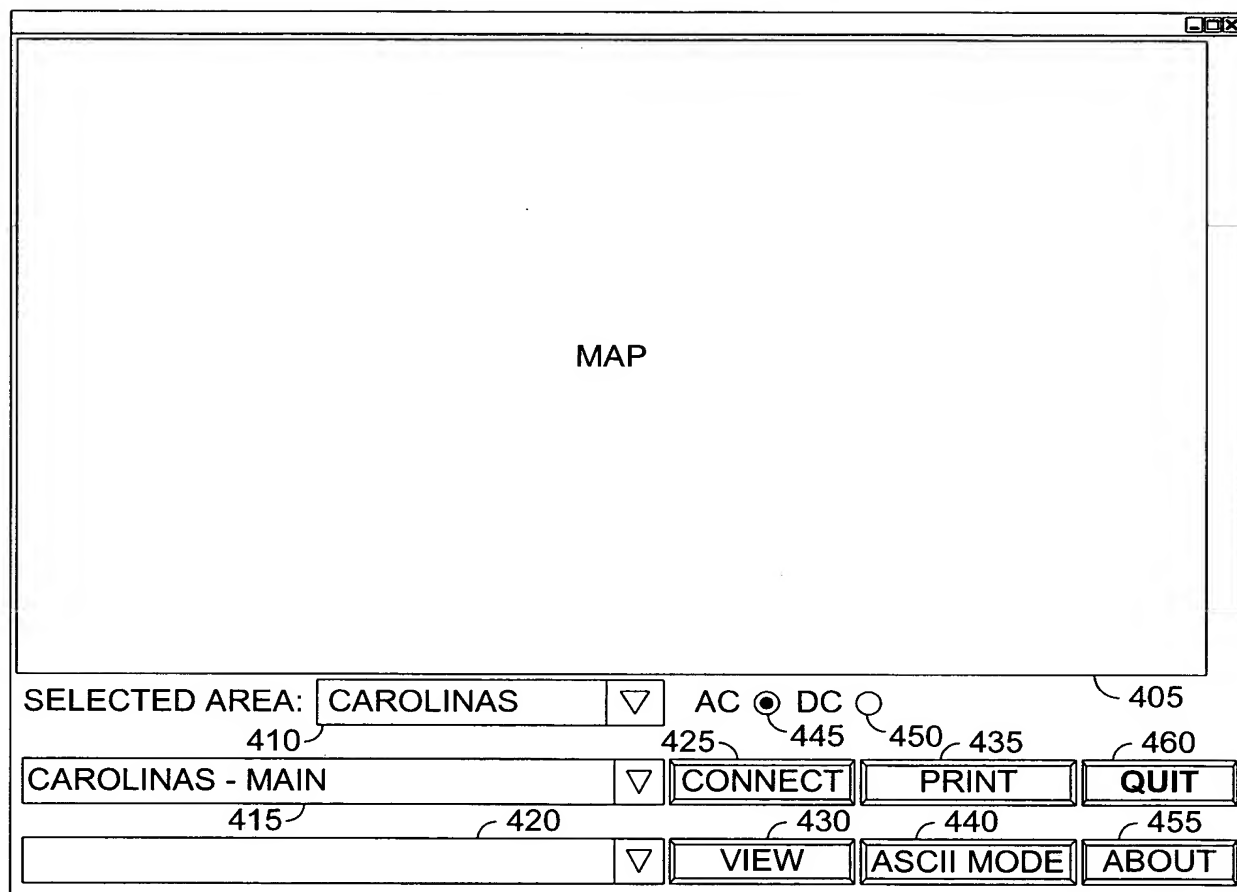 MAP
SELECTED AREA: CAROLINAS AC DC 405
410 445 450
425 435 460
CAROLINAS - MAIN CONNECT PRINT QUIT
415 420 430 440 455
VIEW ASCII MODE ABOUT